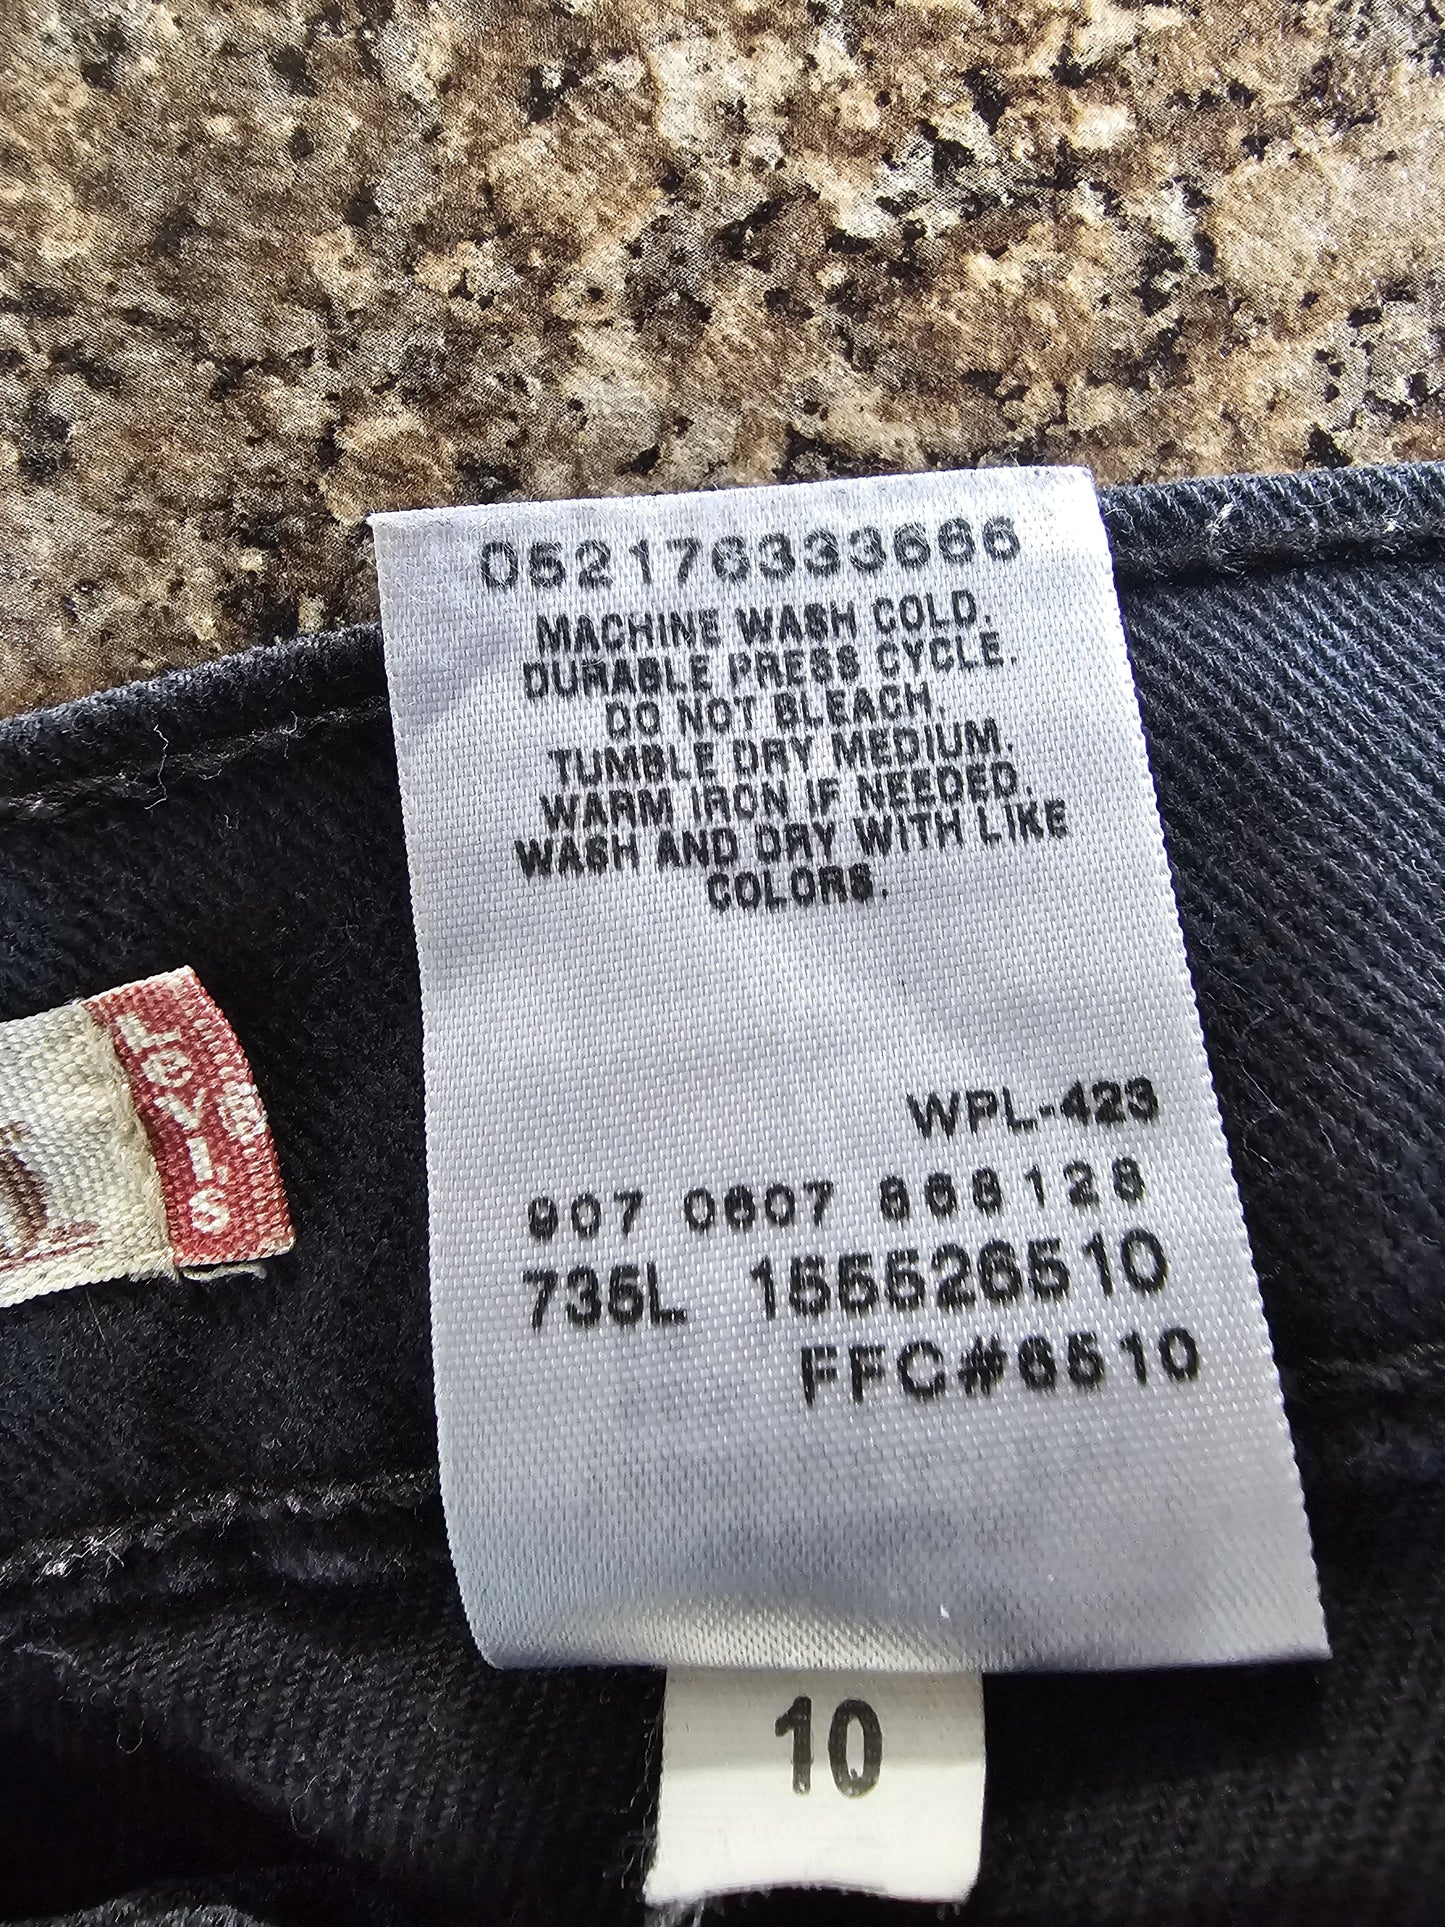 052176333666
MACHINE WASH COLD.
DURABLE PRESS CYCLE.
DO NOT BLEACH.
TUMBLE DRY MEDIUM.
WARM IRON IF NEEDED.
WASH AND DRY WITH LIKE
COLORS.
WPL-423
907 0607 868128
735L 155526510
FFC#6510
10
Levi's